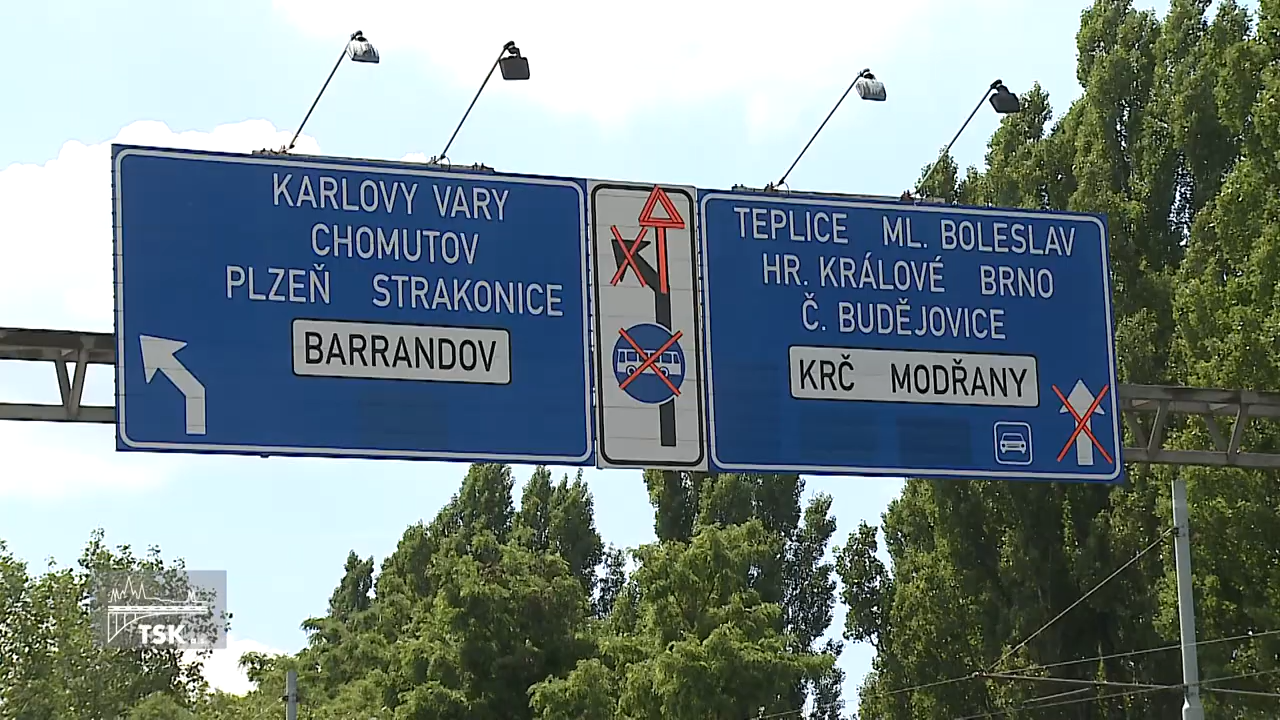 KARLOVY VARY
CHOMUTOV
PLZEŇ STRAKONICE
BARRANDOV
TEPLICE ML. BOLESLAV
HR. KRÁLOVÉ BRNO
Č. BUDĚJOVICE
KRČ MODŘANY
TSK